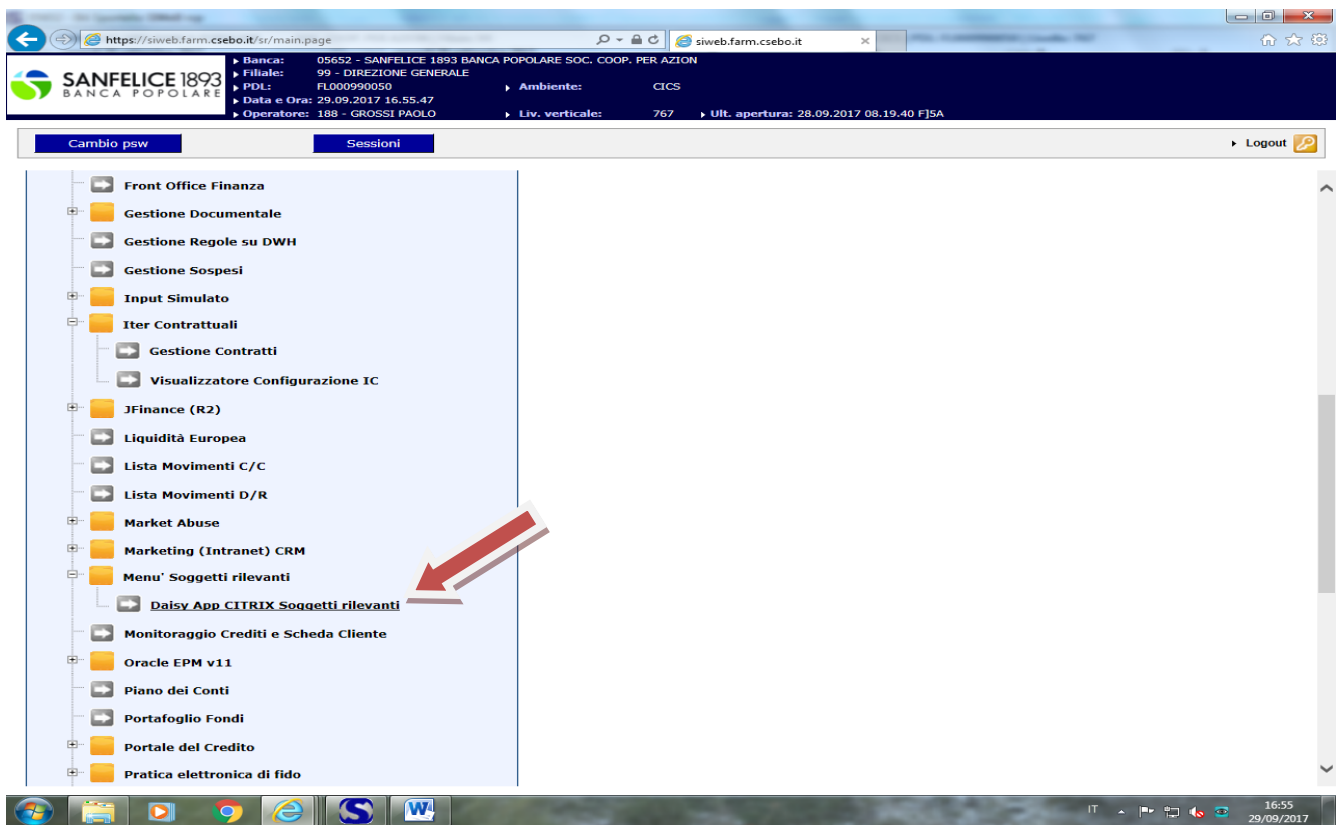 https://siweb.farm.csebo.it/sr/main.page
siweb.farm.csebo.it
SANFELICE 1893
BANCA POPOLARE
Banca: 05652 - SANFELICE 1893 BANCA POPOLARE SOC. COOP. PER AZION
Filiale: 99 - DIREZIONE GENERALE
PDL: FL000990050 Ambiente: CICS
Data e Ora: 29.09.2017 16.55.47
Operatore: 188 - GROSSI PAOLO Liv. verticale: 767 Ult. apertura: 28.09.2017 08.19.40 F]5A
Cambio psw Sessioni Logout
Front Office Finanza
Gestione Documentale
Gestione Regole su DWH
Gestione Sospesi
Input Simulato
Iter Contrattuali
Gestione Contratti
Visualizzatore Configurazione IC
JFinance (R2)
Liquidità Europea
Lista Movimenti C/C
Lista Movimenti D/R
Market Abuse
Marketing (Intranet) CRM
Menu' Soggetti rilevanti
Daisy App CITRIX Soggetti rilevanti
Monitoraggio Crediti e Scheda Cliente
Oracle EPM v11
Piano dei Conti
Portafoglio Fondi
Portale del Credito
Pratica elettronica di fido
IT 16:55
29/09/2017